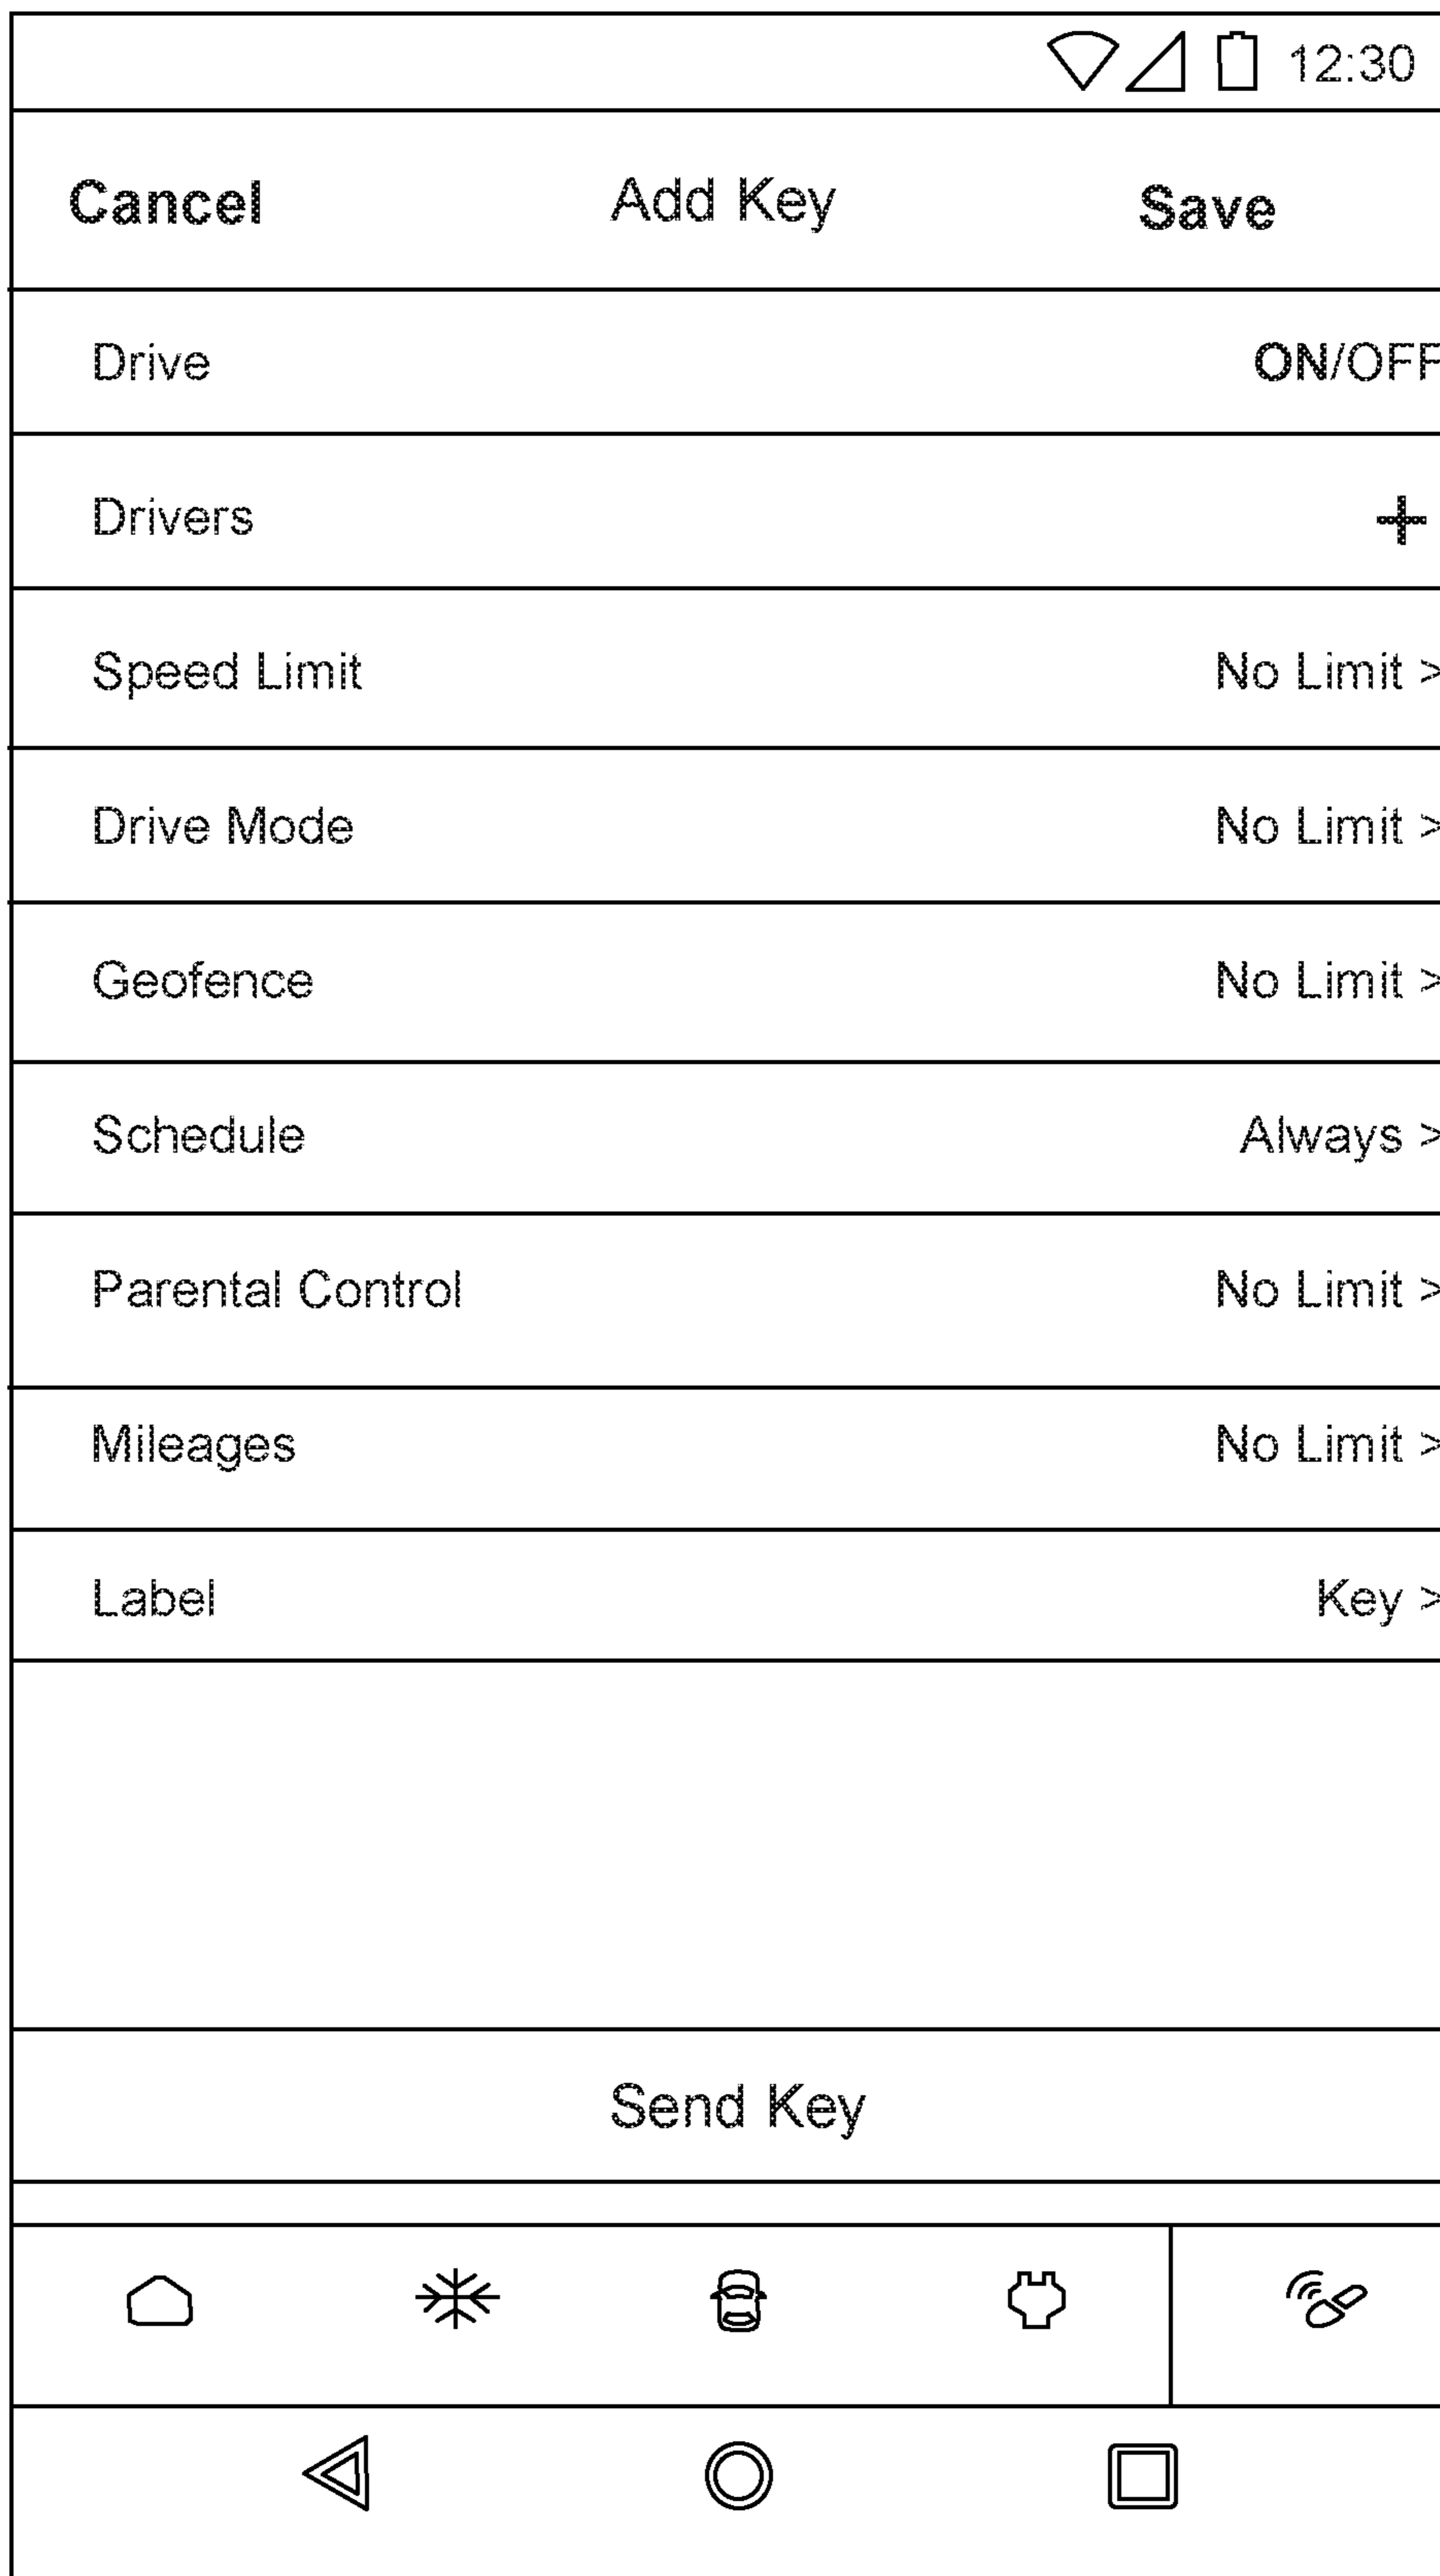 12:30
Cancel Add Key Save
Drive ON/OFF
Drivers +
Speed Limit No Limit >
Drive Mode No Limit >
Geofence No Limit >
Schedule Always >
Parental Control No Limit >
Mileages No Limit >
Label Key >
Send Key